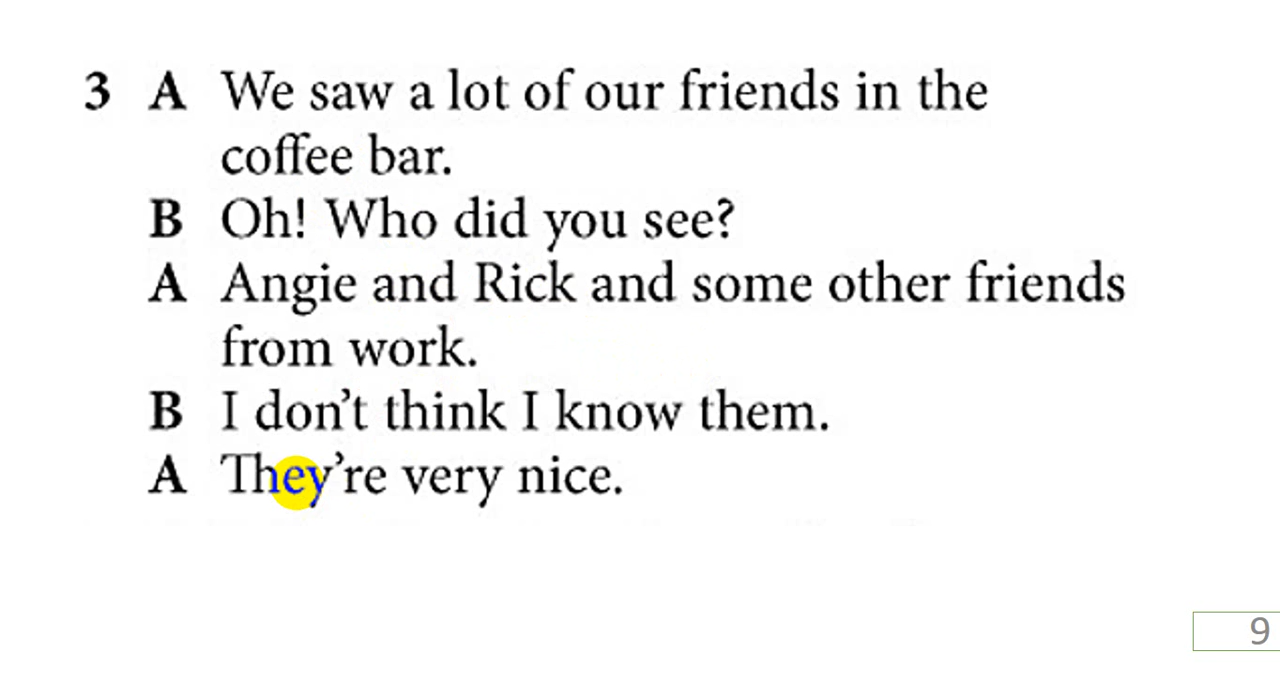 3 A We saw a lot of our friends in the
coffee bar.
B Oh! Who did you see?
A Angie and Rick and some other friends
from work.
B I don’t think I know them.
A They’re very nice.
9